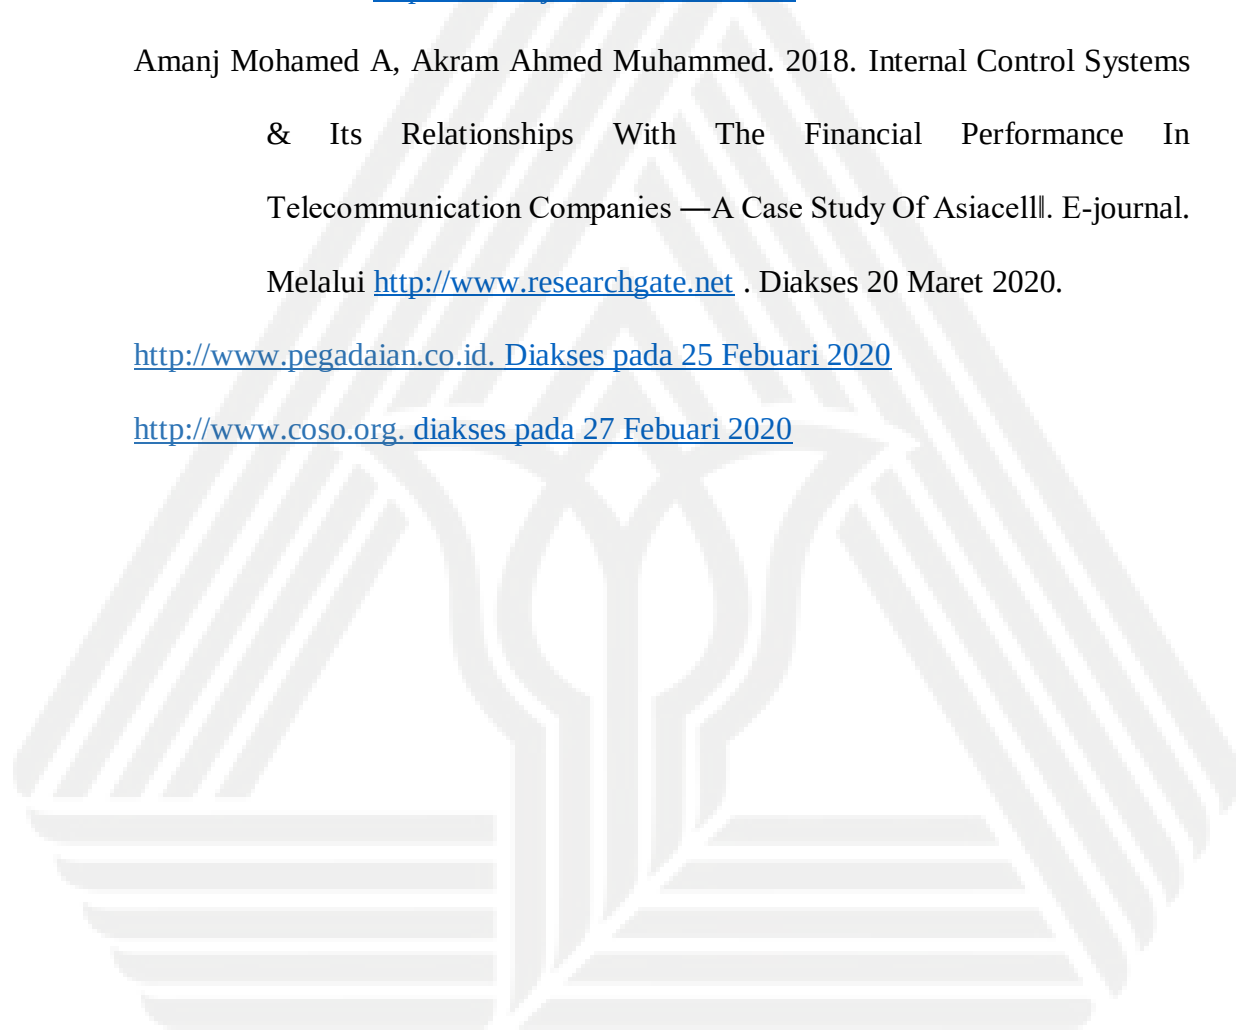 Amanj Mohamed A, Akram Ahmed Muhammed. 2018. Internal Control Systems
& Its Relationships With The Financial Performance In
Telecommunication Companies ―A Case Study Of Asiacell‖. E-journal.
Melalui http://www.researchgate.net . Diakses 20 Maret 2020.
http://www.pegadaian.co.id. Diakses pada 25 Febuari 2020
http://www.coso.org. diakses pada 27 Febuari 2020